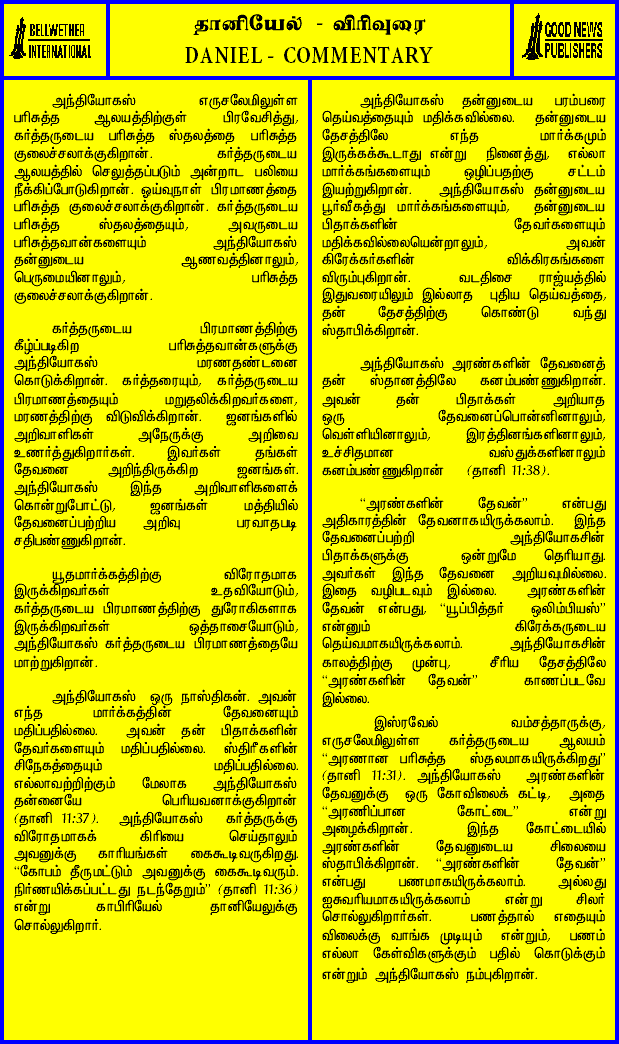 BELLWETHER
INTERNATIONAL
தானியேல் - விரிவுரை
DANIEL - COMMENTARY
GOOD NEWS
PUBLISHERS
அந்தியோகஸ் எருசலேமிலுள்ள
பரிசுத்த ஆலயத்திற்குள் பிரவேசித்து,
கர்த்தருடைய பரிசுத்த ஸ்தலத்தை பரிசுத்த
குலைச்சலாக்குகிறான். கர்த்தருடைய
ஆலயத்தில் செலுத்தப்படும் அன்றாட பலியை
நீக்கிப்போடுகிறான். ஓய்வுநாள் பிரமாணத்தை
பரிசுத்த குலைச்சலாக்குகிறான். கர்த்தருடைய
பரிசுத்த ஸ்தலத்தையும், அவருடைய
பரிசுத்தவான்களையும் அந்தியோகஸ்
தன்னுடைய ஆணவத்தினாலும்,
பெருமையினாலும், பரிசுத்த
குலைச்சலாக்குகிறான்.
கர்த்தருடைய பிரமாணத்திற்கு
கீழ்ப்படிகிற பரிசுத்தவான்களுக்கு
அந்தியோகஸ் மரணதண்டனை
கொடுக்கிறான். கர்த்தரையும், கர்த்தருடைய
பிரமாணத்தையும் மறுதலிக்கிறவர்களை,
மரணத்திற்கு விடுவிக்கிறான். ஜனங்களில்
அறிவாளிகள் அநேருக்கு அறிவை
உணர்த்துகிறார்கள். இவர்கள் தங்கள்
தேவனை அறிந்திருக்கிற ஜனங்கள்.
அந்தியோகஸ் இந்த அறிவாளிகளைக்
கொன்றுபோட்டு, ஜனங்கள் மத்தியில்
தேவனைப்பற்றிய அறிவு பரவாதபடி
சதிபண்ணுகிறான்.
யூதமார்க்கத்திற்கு விரோதமாக
இருக்கிறவர்கள் உதவியோடும்,
கர்த்தருடைய பிரமாணத்திற்கு துரோகிகளாக
இருக்கிறவர்கள் ஒத்தாசையோடும்,
அந்தியோகஸ் கர்த்தருடைய பிரமாணத்தையே
மாற்றுகிறான்.
அந்தியோகஸ் ஒரு நாஸ்திகன். அவன்
எந்த மார்க்கத்தின் தேவனையும்
மதிப்பதில்லை. அவன் தன் பிதாக்களின்
தேவர்களையும் மதிப்பதில்லை. ஸ்திரீகளின்
சிநேகத்தையும் மதிப்பதில்லை.
எல்லாவற்றிற்கும் மேலாக அந்தியோகஸ்
தன்னையே பெரியவனாக்குகிறான்
(தானி 11:37). அந்தியோகஸ் கர்த்தருக்கு
விரோதமாகக் கிரியை செய்தாலும்
அவனுக்கு காரியங்கள் கைகூடிவருகிறது.
“கோபம் தீருமட்டும் அவனுக்கு கைகூடிவரும்.
நிர்ணயிக்கப்பட்டது நடந்தேறும்” (தானி 11:36)
என்று காபிரியேல் தானியேலுக்கு
சொல்லுகிறார்.
அந்தியோகஸ் தன்னுடைய பரம்பரை
தெய்வத்தையும் மதிக்கவில்லை. தன்னுடைய
தேசத்திலே எந்த மார்க்கமும்
இருக்கக்கூடாது என்று நினைத்து, எல்லா
மார்க்கங்களையும் ஒழிப்பதற்கு சட்டம்
இயற்றுகிறான். அந்தியோகஸ் தன்னுடைய
பூர்வீகத்து மார்க்கங்களையும், தன்னுடைய
பிதாக்களின் தேவர்களையும்
மதிக்கவில்லையென்றாலும், அவன்
கிரேக்கர்களின் விக்கிரகங்களை
விரும்புகிறான். வடதிசை ராஜ்யத்தில்
இதுவரையிலும் இல்லாத புதிய தெய்வத்தை,
தன் தேசத்திற்கு கொண்டு வந்து
ஸ்தாபிக்கிறான்.
அந்தியோகஸ் அரண்களின் தேவனைத்
தன் ஸ்தானத்திலே கனம்பண்ணுகிறான்.
அவன் தன் பிதாக்கள் அறியாத
ஒரு தேவனைப்பொன்னினாலும்,
வெள்ளியினாலும், இரத்தினங்களினாலும்,
உச்சிதமான வஸ்துக்களினாலும்
கனம்பண்ணுகிறான் (தானி 11:38).
“அரண்களின் தேவன்” என்பது
அதிகாரத்தின் தேவனாகயிருக்கலாம். இந்த
தேவனைப்பற்றி அந்தியோகசின்
பிதாக்களுக்கு ஒன்றுமே தெரியாது.
அவர்கள் இந்த தேவனை அறியவுமில்லை.
இதை வழிபடவும் இல்லை. அரண்களின்
தேவன் என்பது, “யூப்பித்தர் ஒலிம்பியஸ்”
என்னும் கிரேக்கருடைய
தெய்வமாகயிருக்கலாம். அந்தியோகசின்
காலத்திற்கு முன்பு, சீரிய தேசத்திலே
“அரண்களின் தேவன்” காணப்படவே
இல்லை.
இஸ்ரவேல் வம்சத்தாருக்கு,
எருசலேமிலுள்ள கர்த்தருடைய ஆலயம்
“அரணான பரிசுத்த ஸ்தலமாகயிருக்கிறது”
(தானி 11:31). அந்தியோகஸ் அரண்களின்
தேவனுக்கு ஒரு கோவிலைக் கட்டி, அதை
“அரணிப்பான கோட்டை” என்று
அழைக்கிறான். இந்த கோட்டையில்
அரண்களின் தேவனுடைய சிலையை
ஸ்தாபிக்கிறான். “அரண்களின் தேவன்”
என்பது பணமாகயிருக்கலாம். அல்லது
ஐசுவரியமாகயிருக்கலாம் என்று சிலர்
சொல்லுகிறார்கள். பணத்தால் எதையும்
விலைக்கு வாங்க முடியும் என்றும், பணம்
எல்லா கேள்விகளுக்கும் பதில் கொடுக்கும்
என்றும் அந்தியோகஸ் நம்புகிறான்.